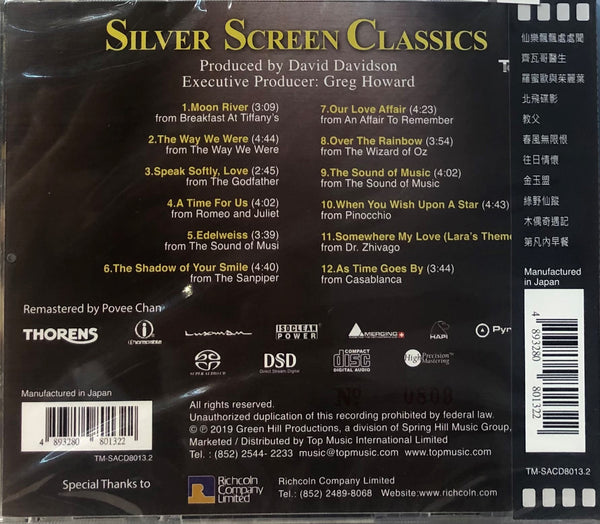 SILVER SCREEN CLASSICS
Produced by David Davidson
Executive Producer: Greg Howard
1.Moon River (3:09)
from Breakfast At Tiffany's
2.The Way We Were (4:44)
from The Way We Were
3.Speak Softly, Love (2:45)
from The Godfather
4.A Time For Us (4:02)
from Romeo and Juliet
5.Edelweiss (3:39)
from The Sound of Musi
6.The Shadow of Your Smile (4:40)
from The Sanpiper
7.Our Love Affair (4:23)
from An Affair To Remember
8.Over The Rainbow (3:54)
from The Wizard of Oz
9.The Sound of Music (4:02)
from The Sound of Music
10.When You Wish Upon A Star (4:43)
from Pinocchio
11.Somewhere My Love (Lara's Theme
from Dr. Zhivago
12.As Time Goes By (3:44)
from Casablanca
Remastered by Povee Chan
THORENS
LUXMAN
ISOCLEAN
POWER
MERGING
HAPI
Pyr
SUPER AUDIO CD
DSD
Direct Stream Digital
COMPACT
disc
DIGITAL AUDIO
High Precision™
Mastering
Nº 0809
Manufactured in Japan
4 893280 801322
TM-SACD8013.2
All rights reserved.
Unauthorized duplication of this recording prohibited by federal law.
© ℗ 2019 Green Hill Productions, a division of Spring Hill Music Group,
Marketed / Distributed by Top Music International Limited
Tel. : (852) 2544- 2233 music@topmusic.com www.topmusic.com
Special Thanks to
Richcoln
Company
Limited
Richcoln Company Limited
Tel.: (852) 2489-8068 Website:www.richcoln.com
仙樂飄飄處處聞
齊瓦哥醫生
羅蜜歐與茱麗葉
北非諜影
教父
春風無限恨
往日情懷
金玉盟
綠野仙蹤
木偶奇遇記
第凡內早餐
Manufactured
in Japan
4 893280 801322
TM-SACD8013.2